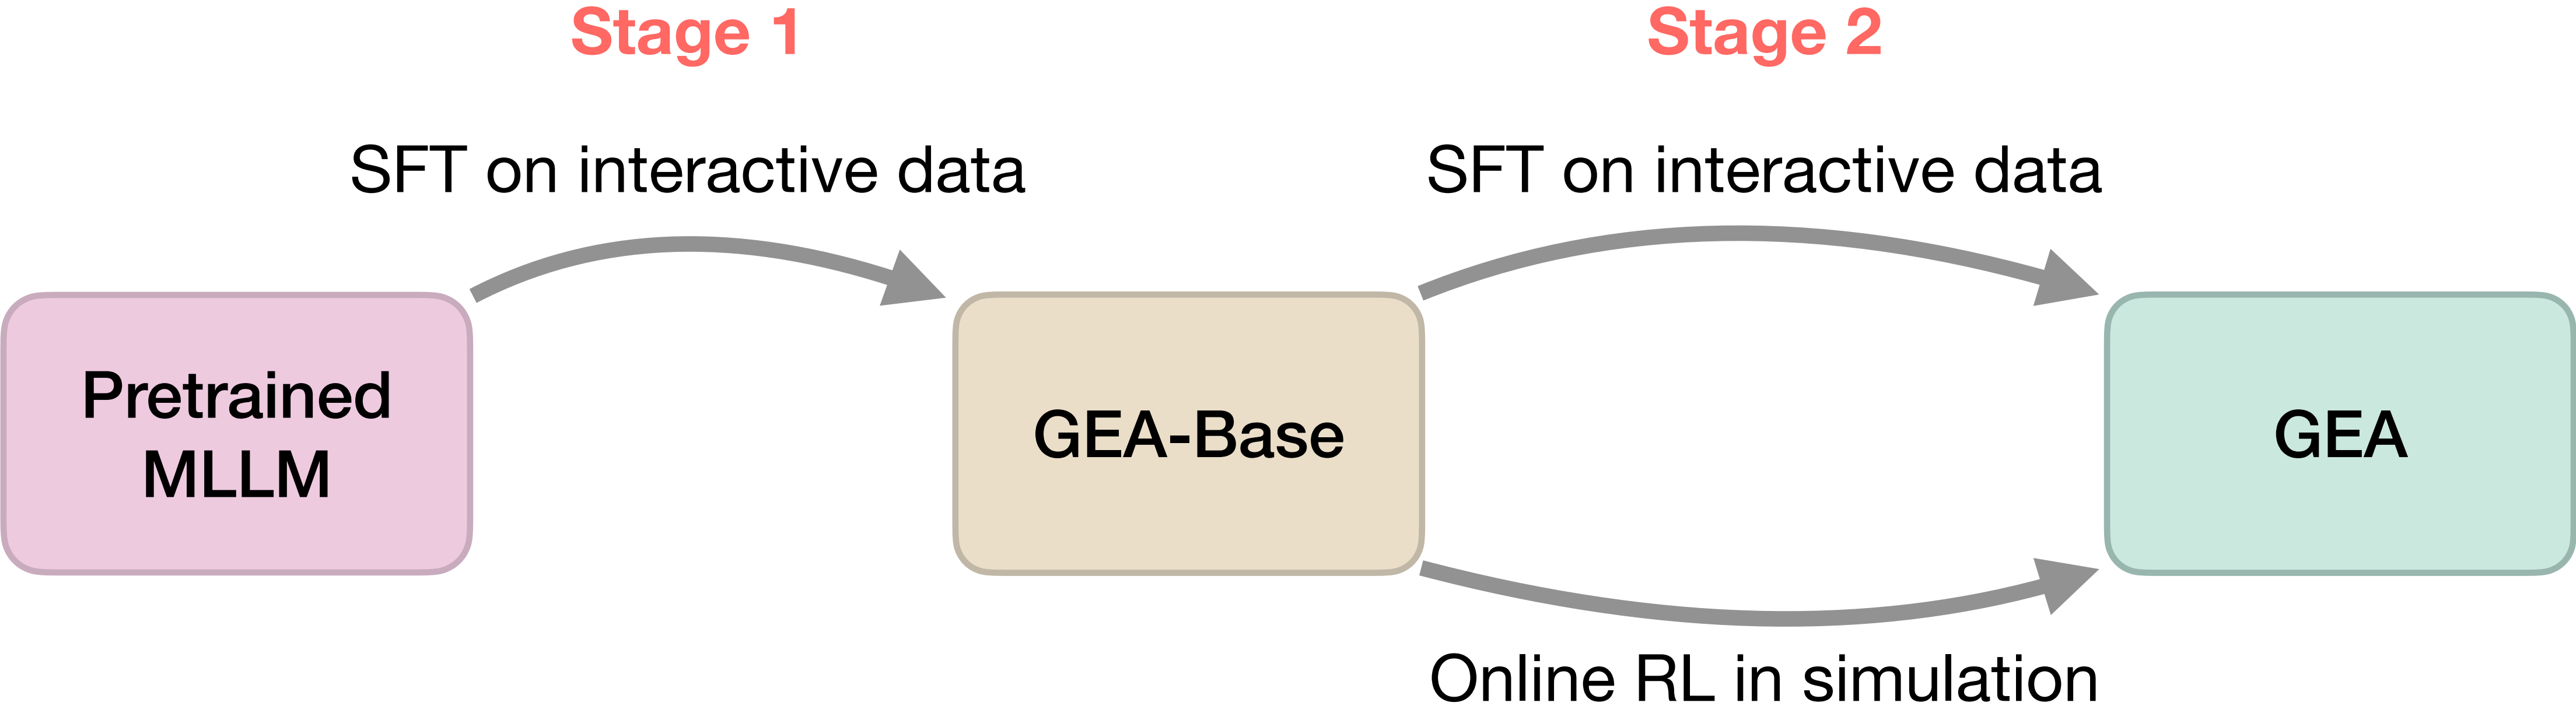 Stage 1
Stage 2
SFT on interactive data
SFT on interactive data
Pretrained
MLLM
GEA-Base
GEA
Online RL in simulation